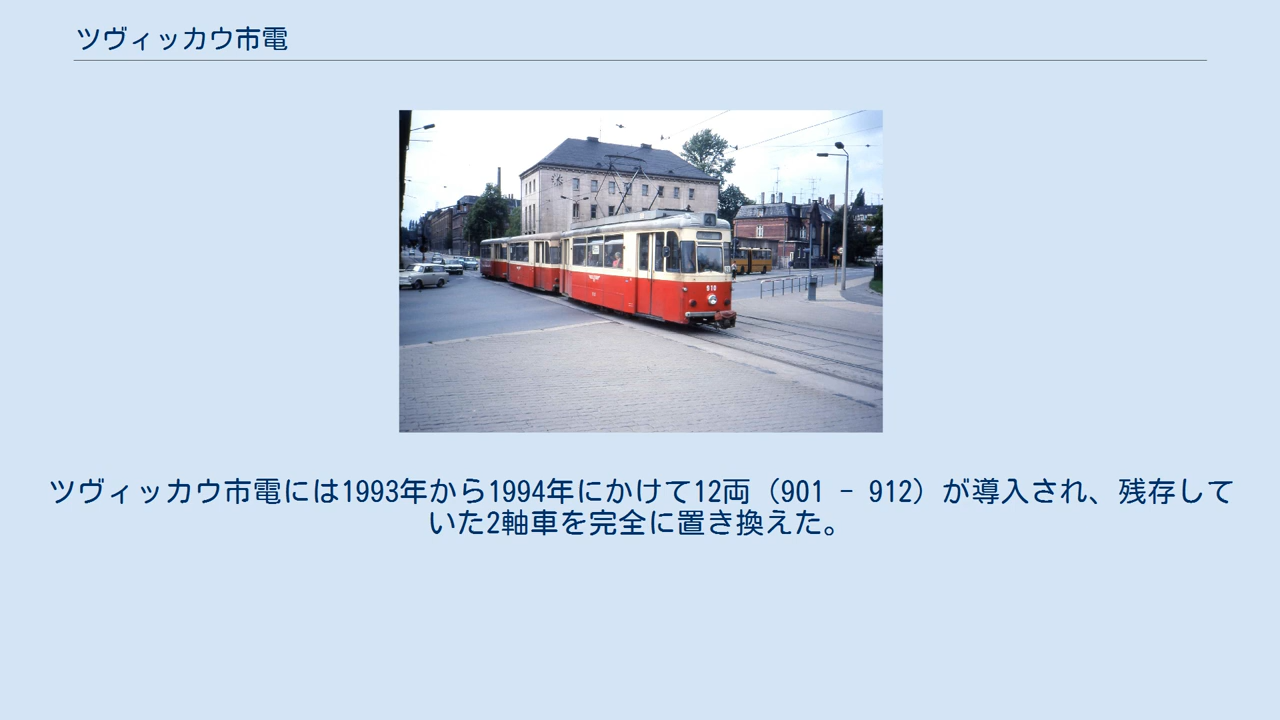 ツヴィッカウ市電
910
ツヴィッカウ市電には1993年から1994年にかけて12両（901 - 912）が導入され、残存して
いた2軸車を完全に置き換えた。